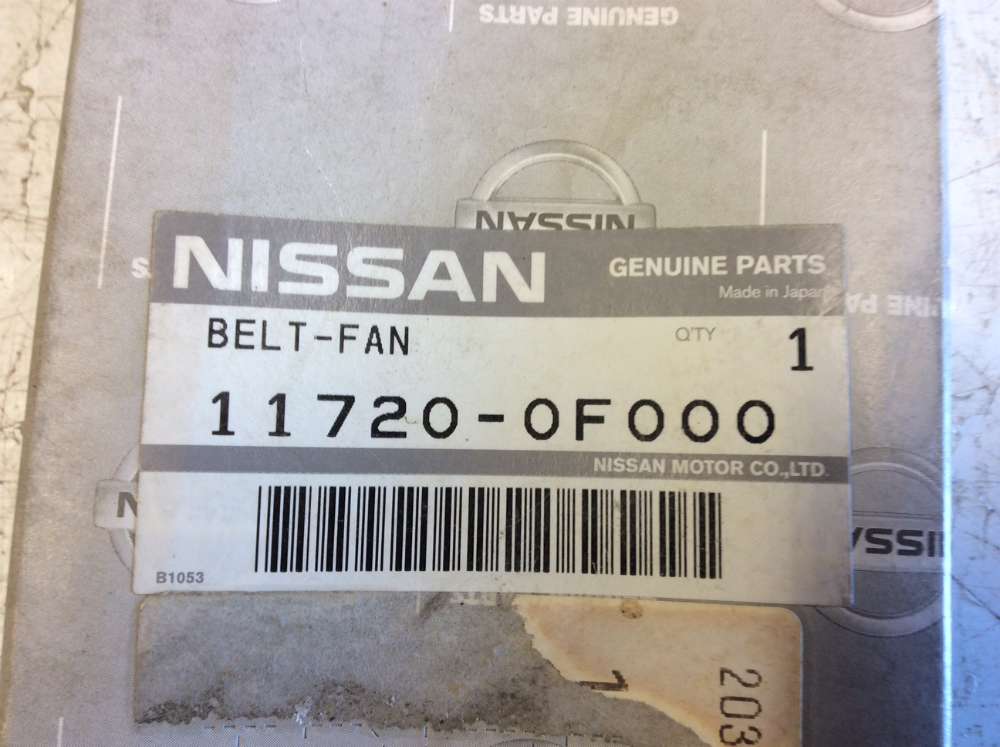 GENUINE PARTS
NISSAN
NISSAN
GENUINE PARTS
Made in Japan
BELT-FAN
Q'TY
1
11720-0F000
NISSAN MOTOR CO.,LTD.
B1053
203